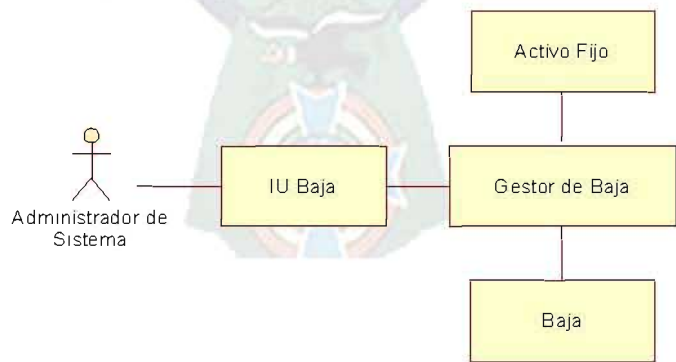 Activo Fijo
IU Baja
Gestor de Baja
Administrador de
Sistema
Baja